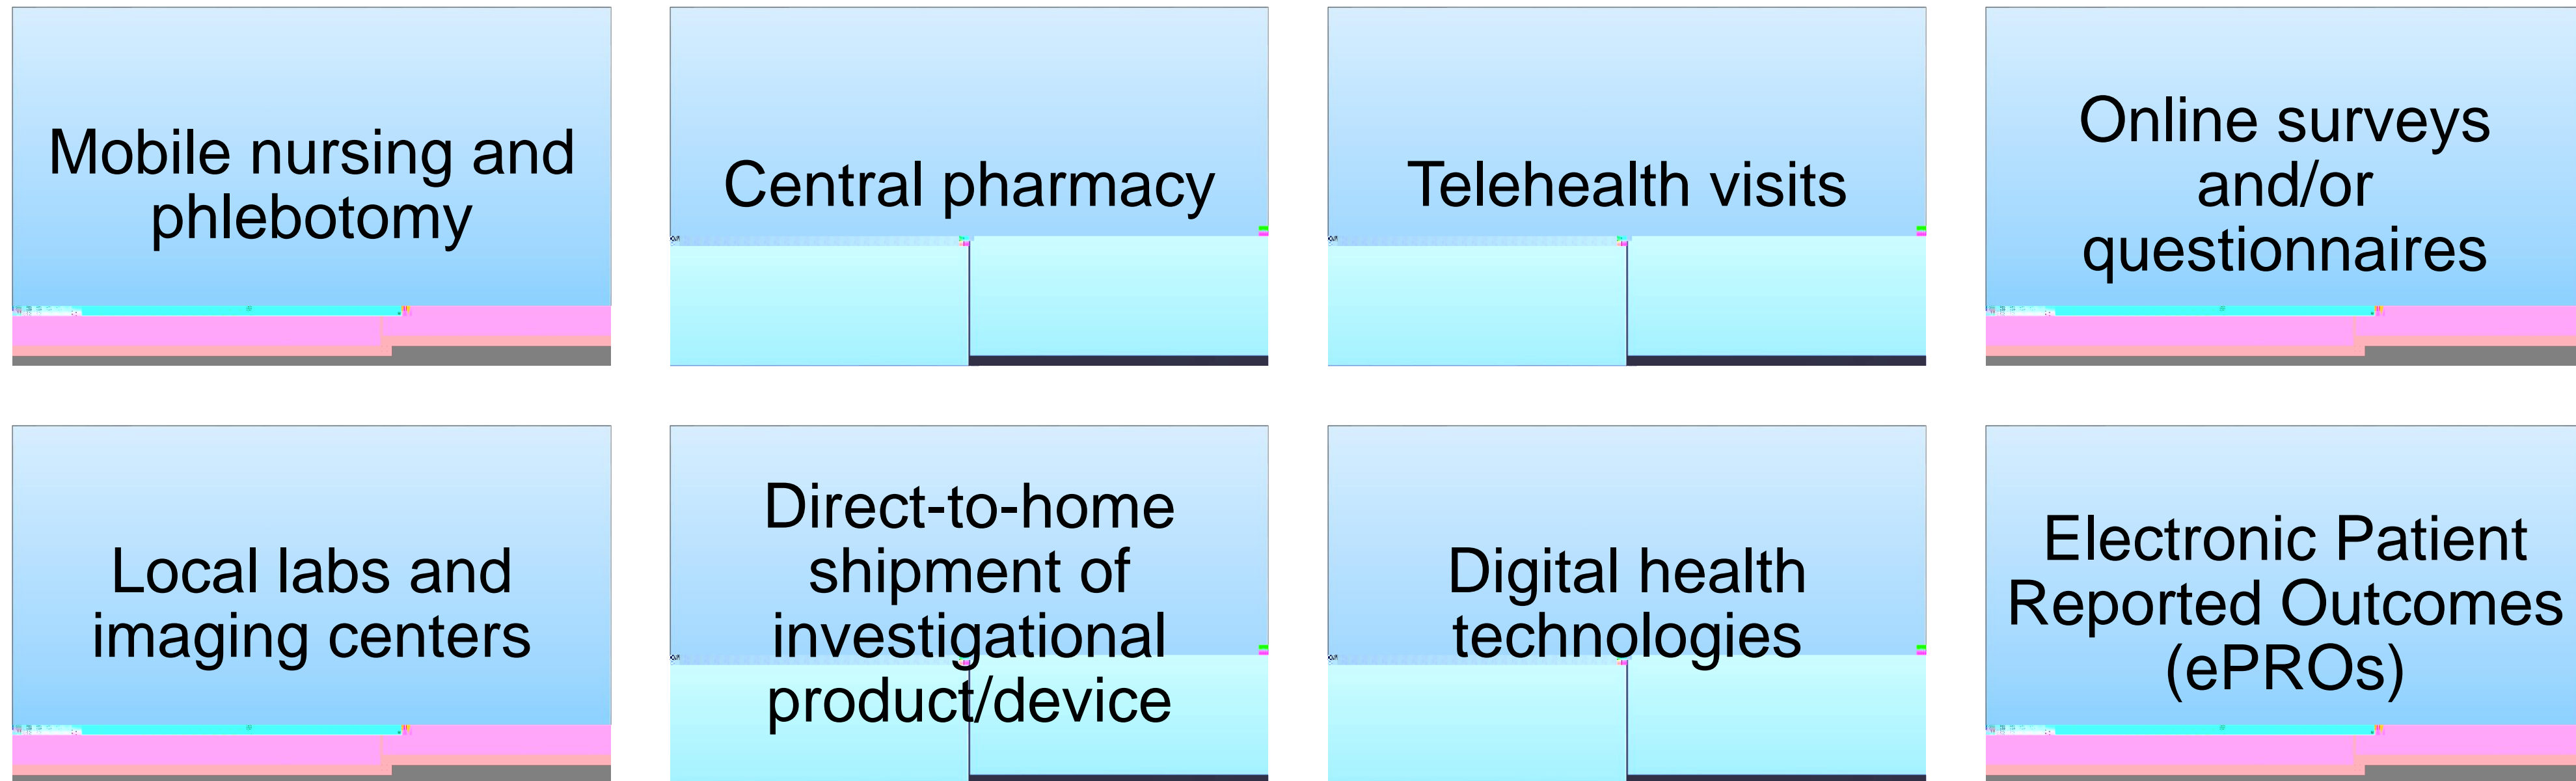 Mobile nursing and
phlebotomy
Central pharmacy
Telehealth visits
Online surveys
and/or
questionnaires
Local labs and
imaging centers
Direct-to-home
shipment of
investigational
product/device
Digital health
technologies
Electronic Patient
Reported Outcomes
(ePROs)